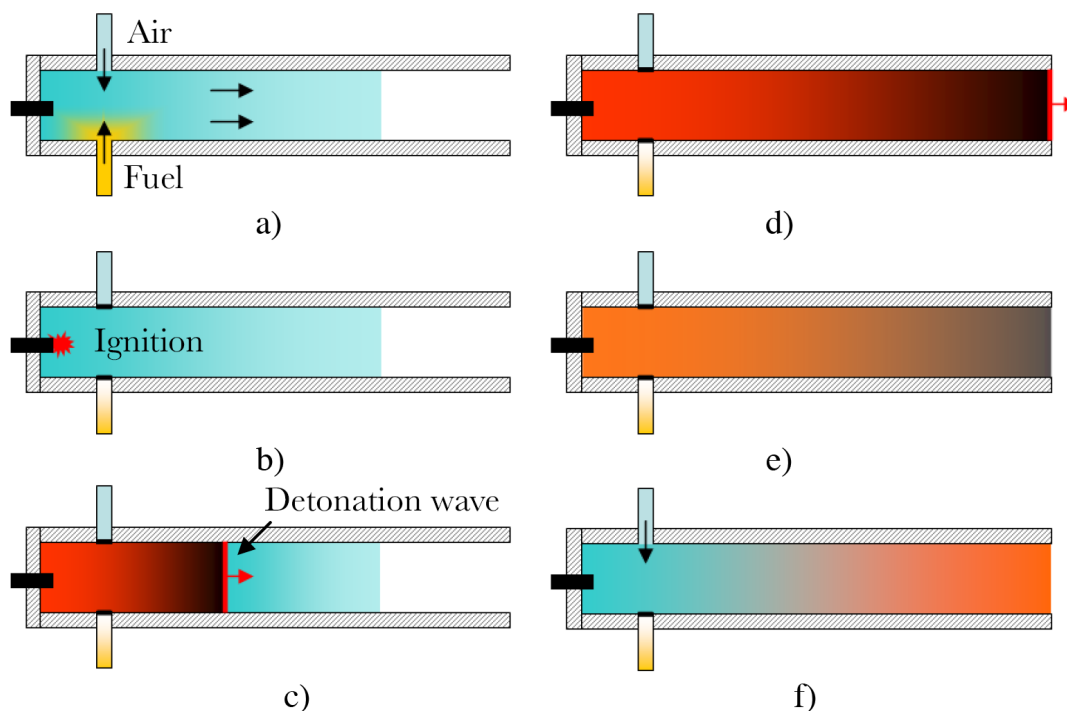 Air
Fuel
a)
d)
Ignition
b)
e)
Detonation wave
c)
f)